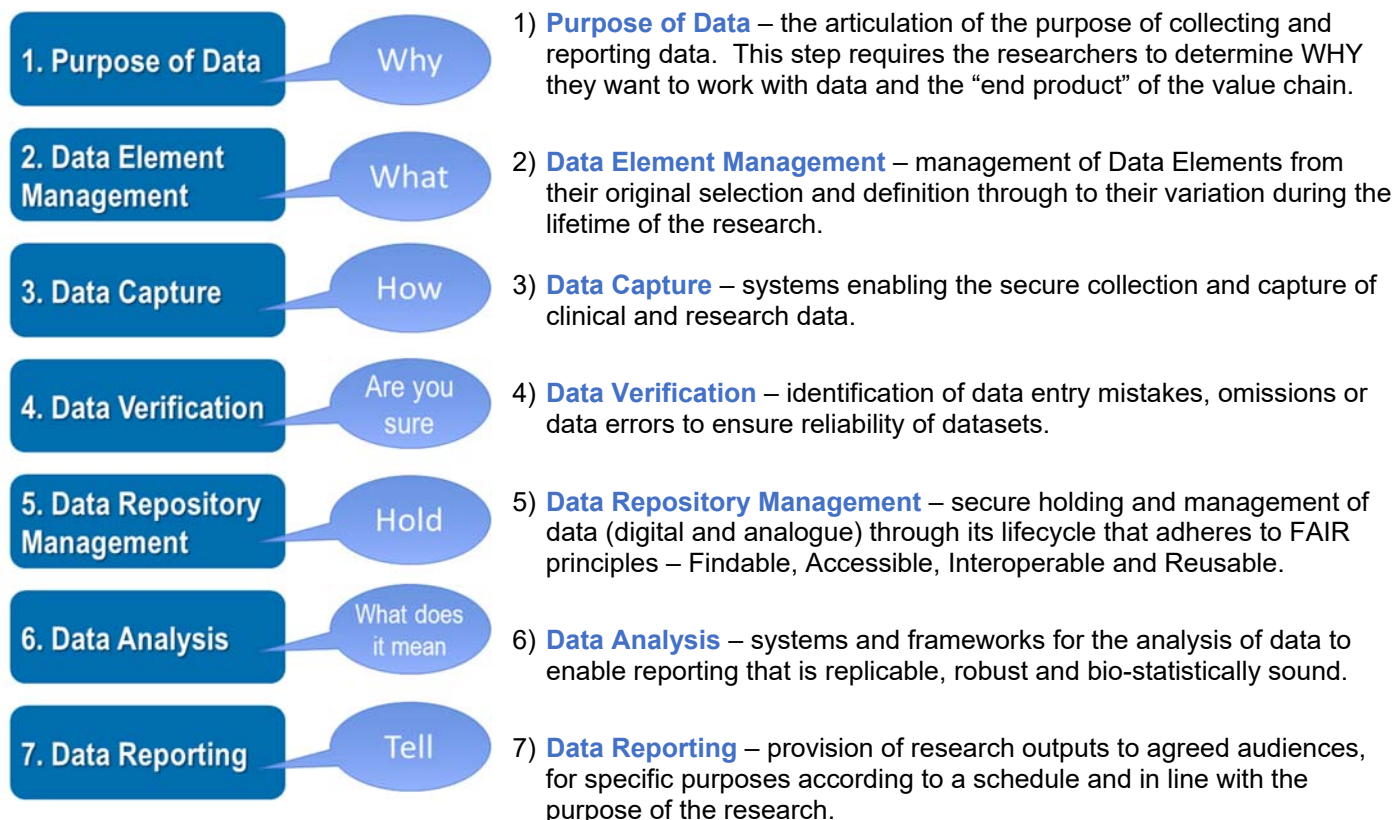 1. Purpose of Data
Why
1) Purpose of Data – the articulation of the purpose of collecting and
reporting data.  This step requires the researchers to determine WHY
they want to work with data and the “end product” of the value chain.
2. Data Element
Management
What
2) Data Element Management – management of Data Elements from
their original selection and definition through to their variation during the
lifetime of the research.
3. Data Capture
How
3) Data Capture – systems enabling the secure collection and capture of
clinical and research data.
4. Data Verification
Are you
sure
4) Data Verification – identification of data entry mistakes, omissions or
data errors to ensure reliability of datasets.
5. Data Repository
Management
Hold
5) Data Repository Management – secure holding and management of
data (digital and analogue) through its lifecycle that adheres to FAIR
principles – Findable, Accessible, Interoperable and Reusable.
6. Data Analysis
What does
it mean
6) Data Analysis – systems and frameworks for the analysis of data to
enable reporting that is replicable, robust and bio-statistically sound.
7. Data Reporting
Tell
7) Data Reporting – provision of research outputs to agreed audiences,
for specific purposes according to a schedule and in line with the
purpose of the research.